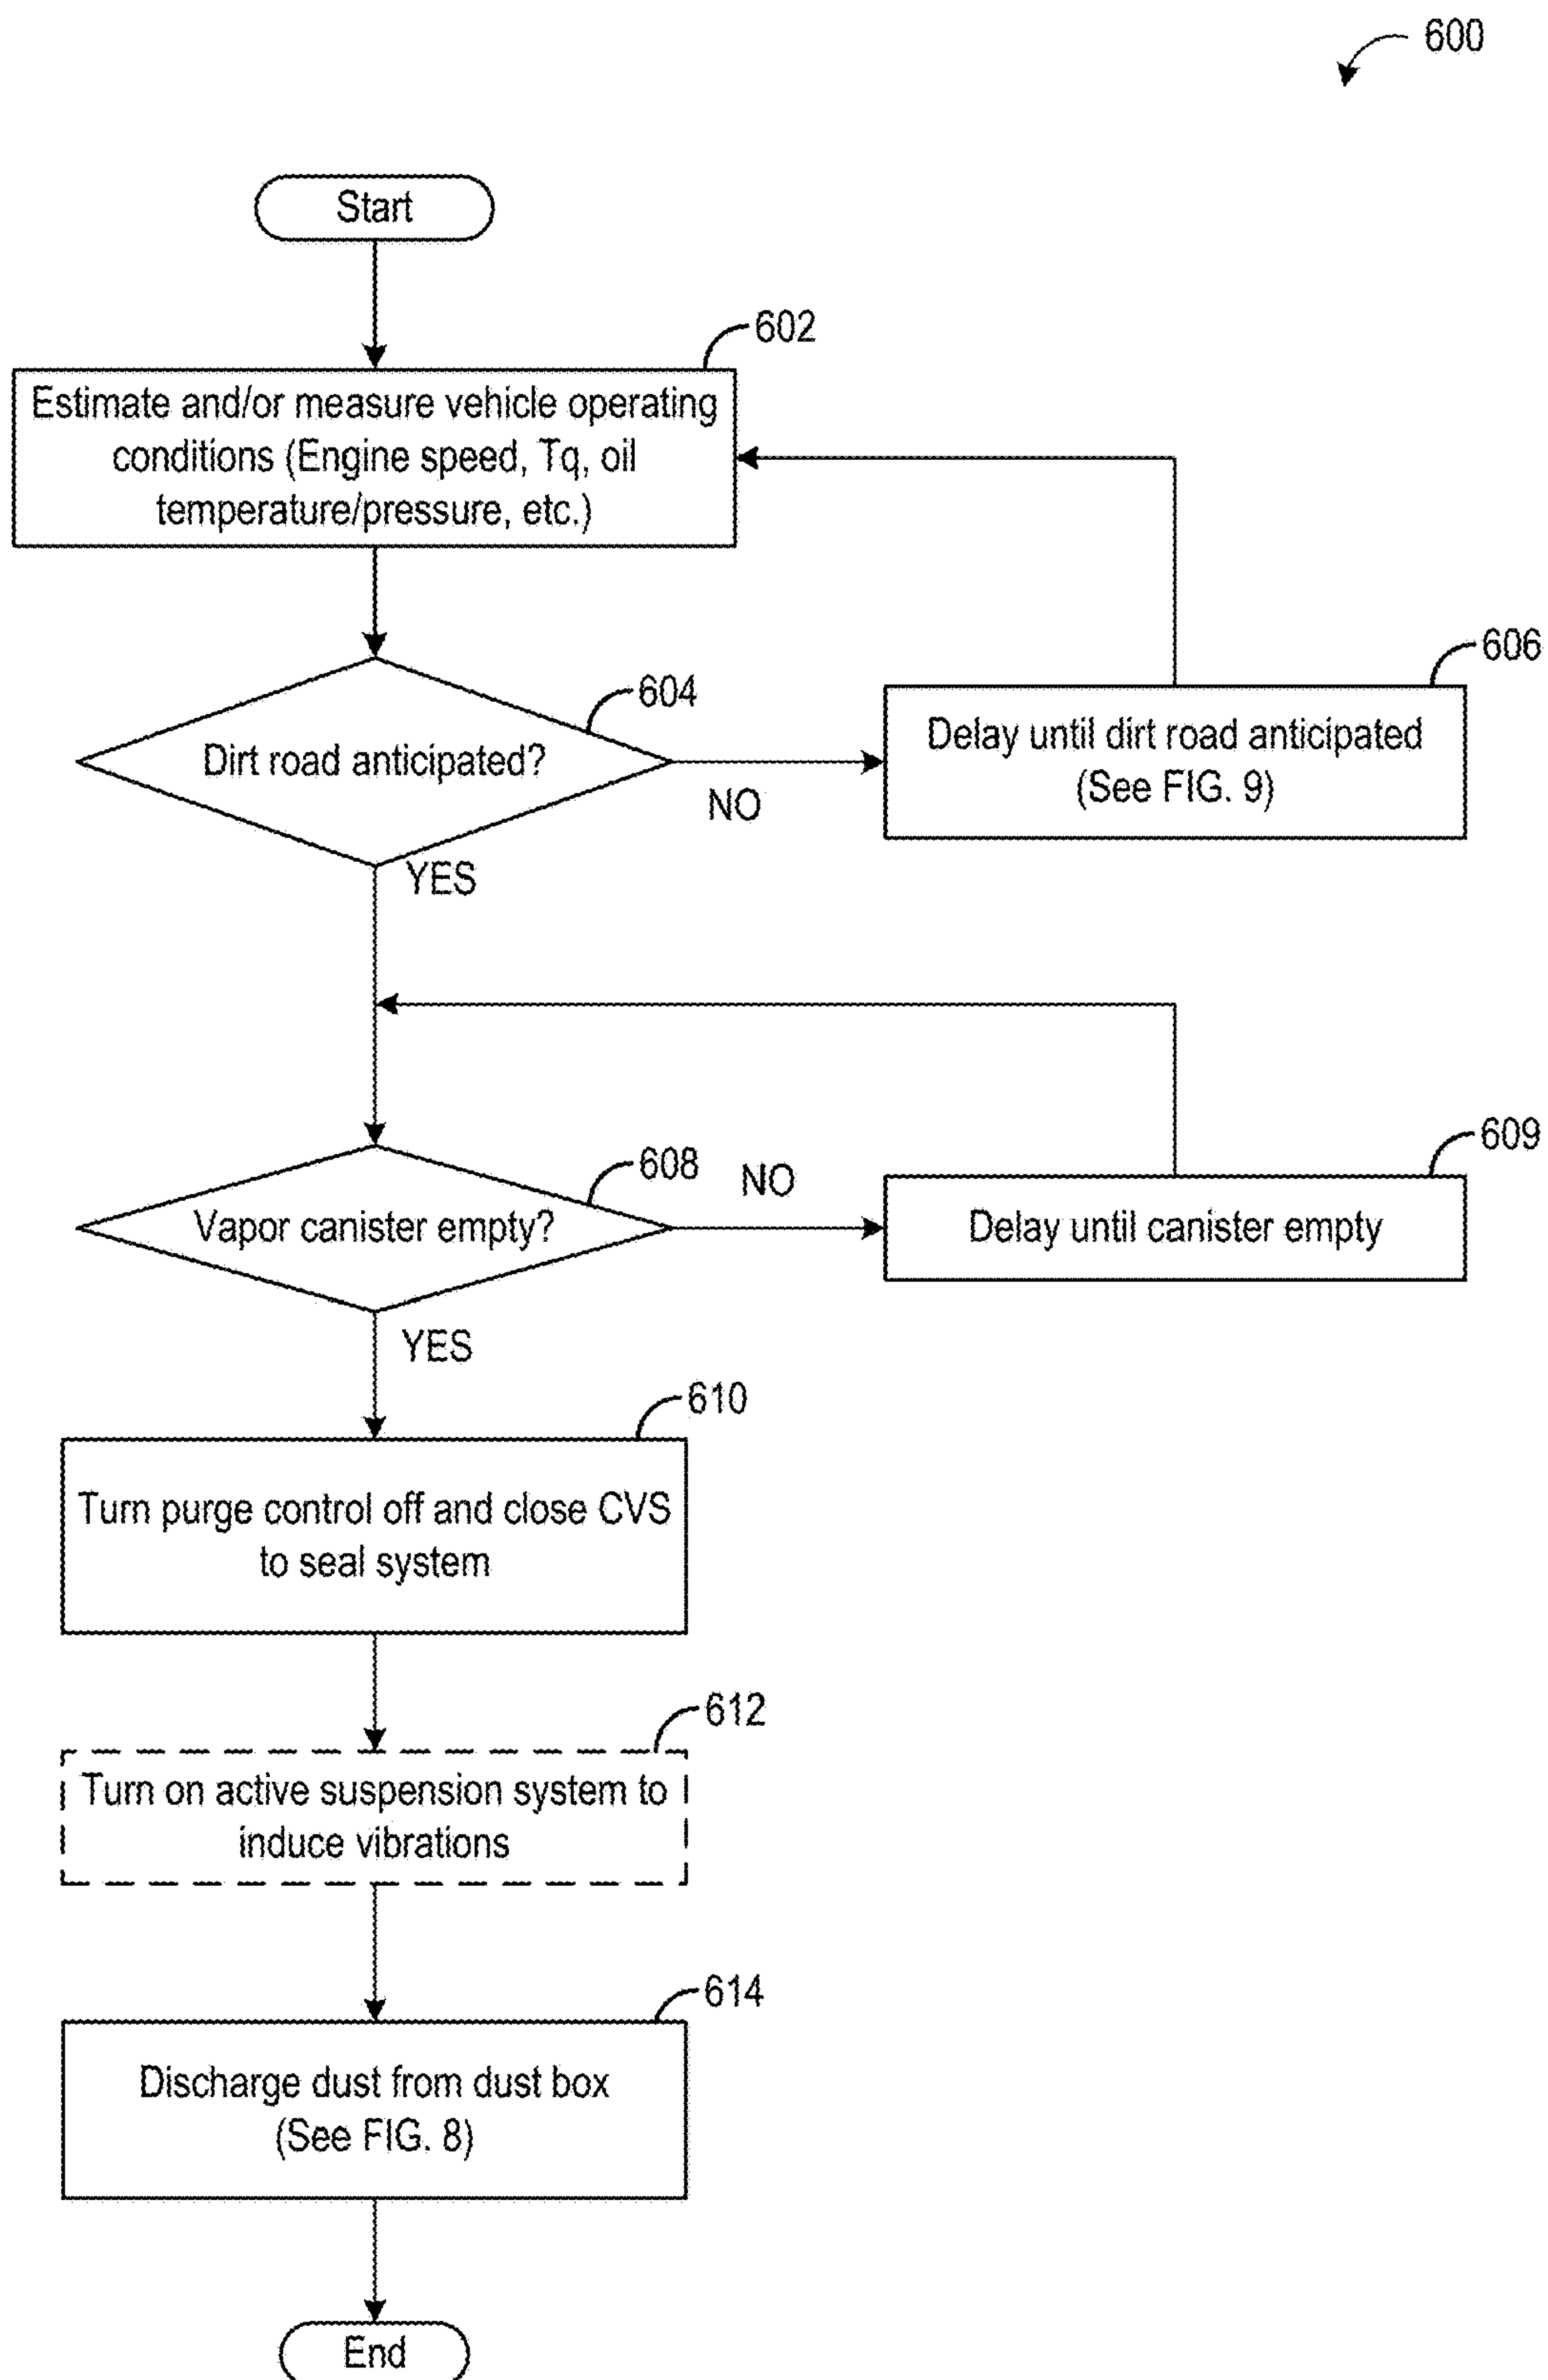 600
Start
602
Estimate and/or measure vehicle operating
conditions (Engine speed, Tq, oil
temperature/pressure, etc.)
604
Dirt road anticipated?
NO
606
Delay until dirt road anticipated
(See FIG. 9)
YES
608
Vapor canister empty?
NO
609
Delay until canister empty
YES
610
Turn purge control off and close CVS
to seal system
612
Turn on active suspension system to
induce vibrations
614
Discharge dust from dust box
(See FIG. 8)
End